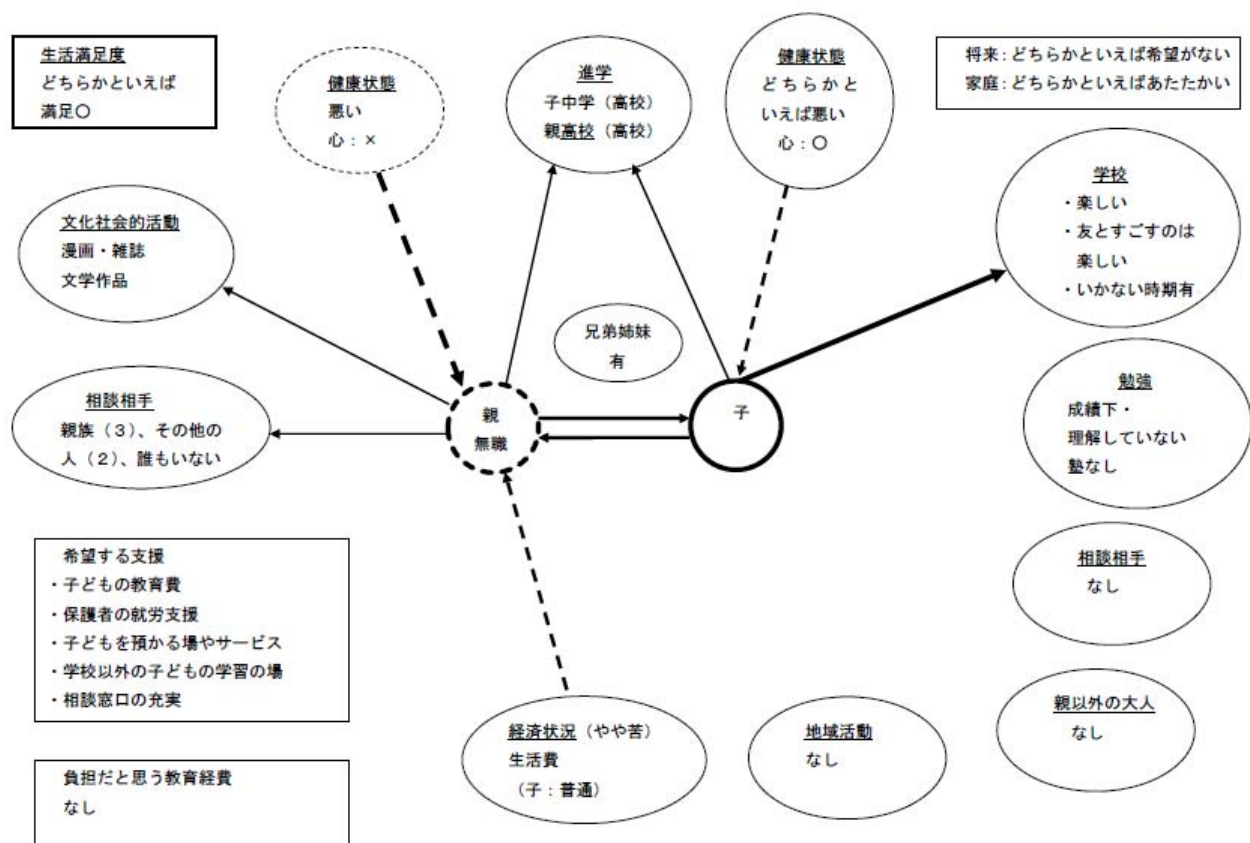 生活満足度
どちらかといえば
満足〇
健康状態
悪い
心：×
進学
子中学（高校）
親高校（高校）
健康状態
どちらかと
いえば悪い
心：〇
将来：どちらかといえば希望がない
家庭：どちらかといえばあたたかい
文化社会的活動
漫画・雑誌
文学作品
学校
・楽しい
・友とすごすのは
楽しい
・いかない時期有
兄弟姉妹
有
相談相手
親族（３）、その他の
人（２）、誰もいない
親
無職
子
勉強
成績下・
理解していない
塾なし
希望する支援
・子どもの教育費
・保護者の就労支援
・子どもを預かる場やサービス
・学校以外の子どもの学習の場
・相談窓口の充実
相談相手
なし
負担だと思う教育経費
なし
経済状況（やや苦）
生活費
（子：普通）
地域活動
なし
親以外の大人
なし